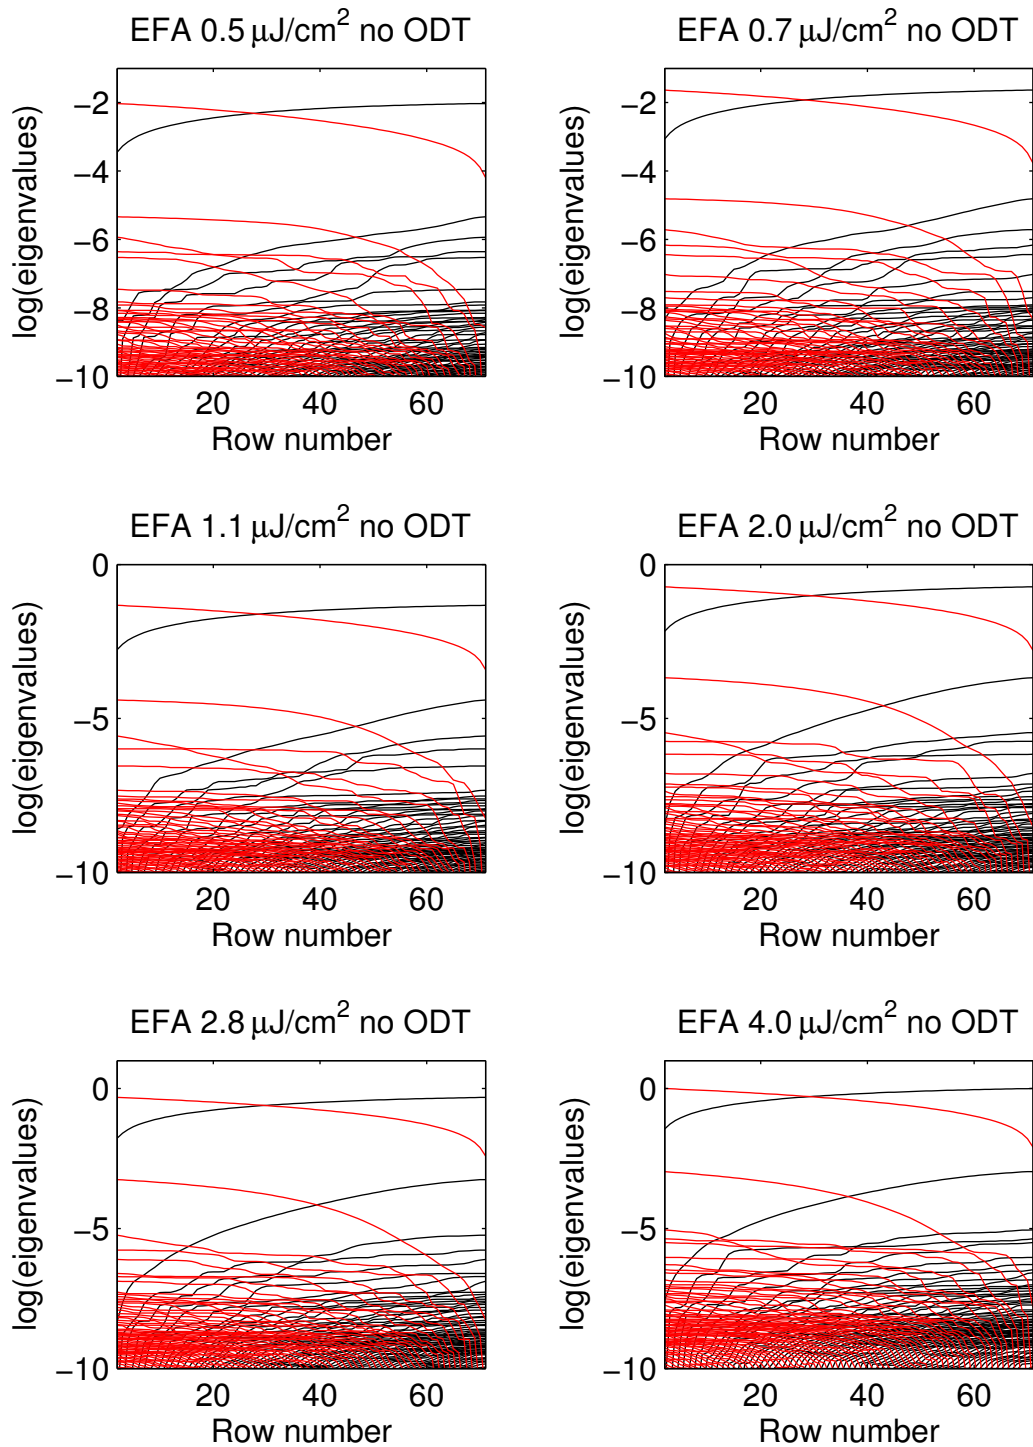 EFA 0.5 μJ/cm² no ODT
EFA 0.7 μJ/cm² no ODT
log(eigenvalues)
−2
−4
−6
−8
−10
20 40 60
Row number
log(eigenvalues)
−2
−4
−6
−8
−10
20 40 60
Row number
EFA 1.1 μJ/cm² no ODT
EFA 2.0 μJ/cm² no ODT
log(eigenvalues)
0
−5
−10
20 40 60
Row number
log(eigenvalues)
0
−5
−10
20 40 60
Row number
EFA 2.8 μJ/cm² no ODT
EFA 4.0 μJ/cm² no ODT
log(eigenvalues)
0
−5
−10
20 40 60
Row number
log(eigenvalues)
0
−5
−10
20 40 60
Row number